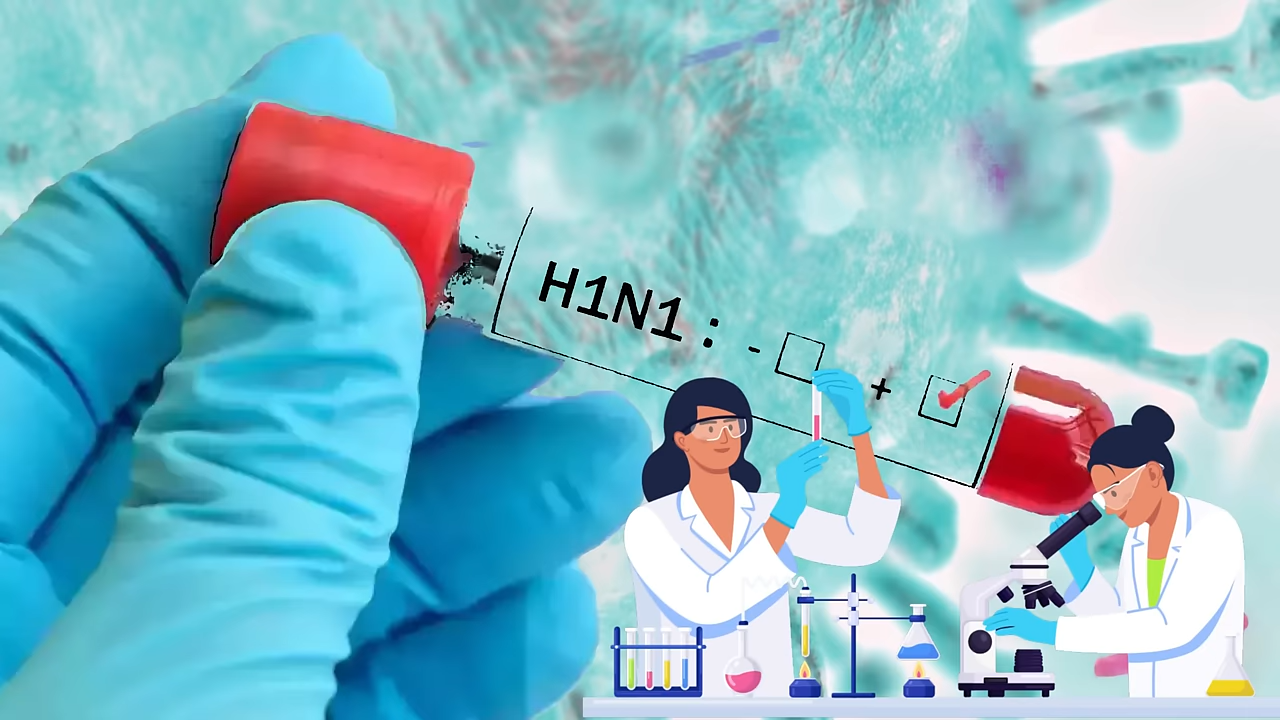 H1N1 : - □ + ☑